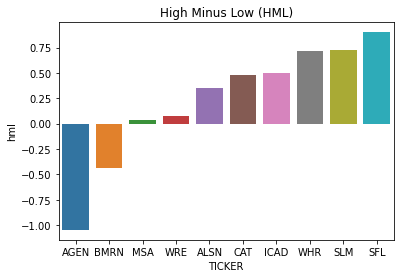 High Minus Low (HML)
hml
0.75
0.50
0.25
0.00
−0.25
−0.50
−0.75
−1.00
AGEN BMRN MSA WRE ALSN CAT ICAD WHR SLM SFL
TICKER